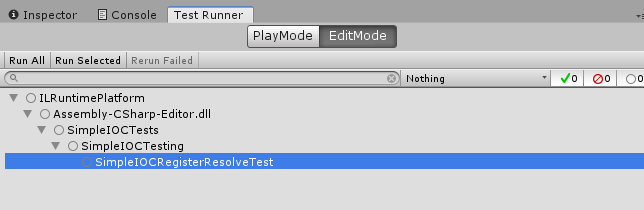 Inspector Console Test Runner
PlayMode EditMode
Run All Run Selected Rerun Failed
Nothing 0 0 0
ILRuntimePlatform
Assembly-CSharp-Editor.dll
SimpleIOCTests
SimpleIOCTesting
SimpleIOCRegisterResolveTest